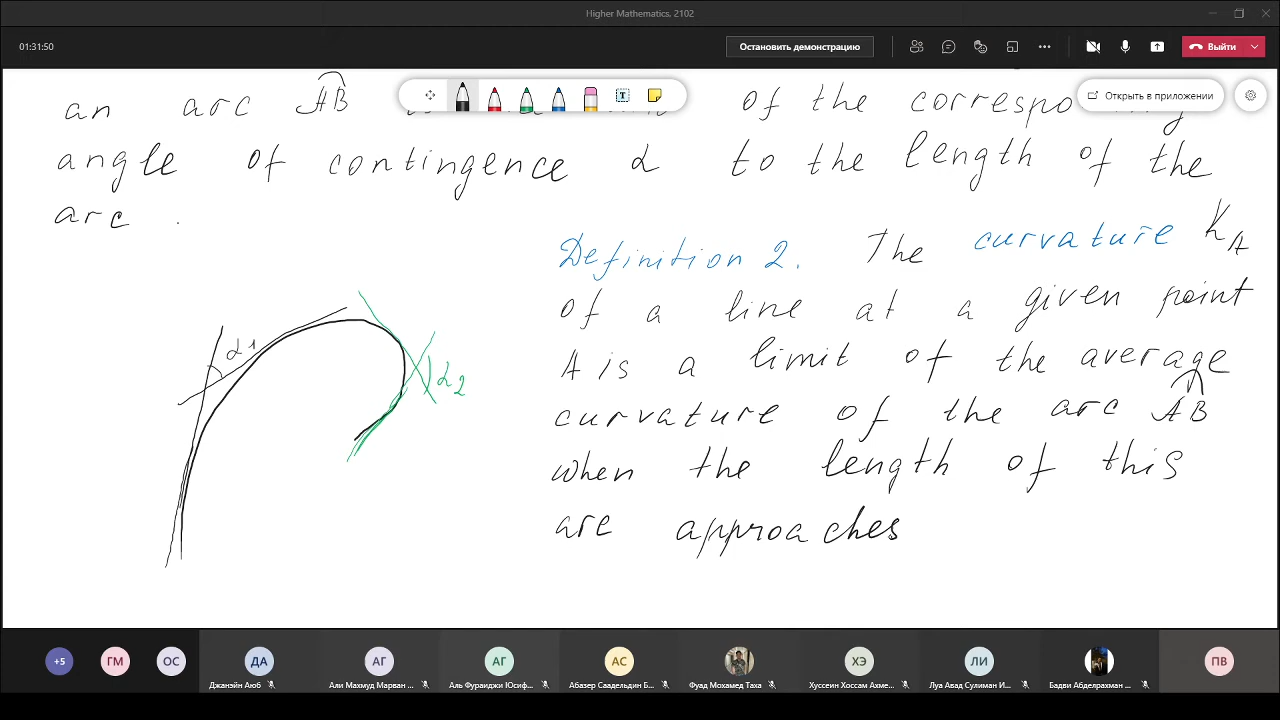 Higher Mathematics, 2102
01:31:50
Остановить демонстрацию
Выйти
Открыть в приложении
an arc AB of the
angle of contingence α to the length of the
arc.
Definition 2. The curvature K_A
of a line at a given point
A is a limit of the average
curvature of the arc AB
when the length of this
arc approaches
α1
α2
+5
ГМ
ОС
ДА
Джанэйн Аюб
АГ
Али Махмуд Марван ...
АГ
Аль Фураиджи Юсиф...
АС
Абазер Саадельдин Б...
Фуад Мохамед Таха
ХЭ
Хуссеин Хоссам Ахме...
ЛИ
Луа Авад Сулиман И...
Бадви Абделрахман ...
ПВ